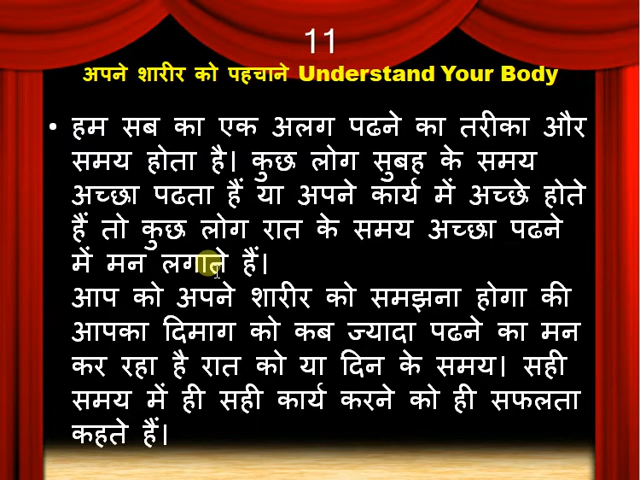 11
अपने शारीर को पहचाने Understand Your Body
• हम सब का एक अलग पढने का तरीका और
समय होता है। कुछ लोग सुबह के समय
अच्छा पढता हैं या अपने कार्य में अच्छे होते
हैं तो कुछ लोग रात के समय अच्छा पढने
में मन लगाते हैं।
आप को अपने शारीर को समझना होगा की
आपका दिमाग को कब ज्यादा पढने का मन
कर रहा है रात को या दिन के समय। सही
समय में ही सही कार्य करने को ही सफलता
कहते हैं।